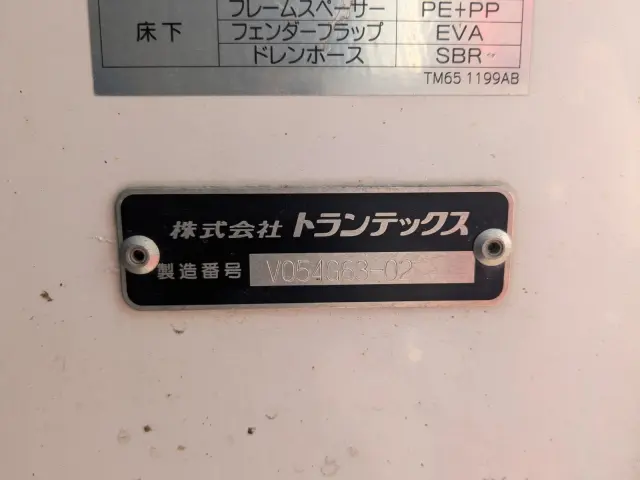 フレームスペーサー PE+PP
床下 フェンダーフラップ EVA
ドレンホース SBR
TM65 1199AB
株式会社 トランテックス
製造番号 V054G83-02